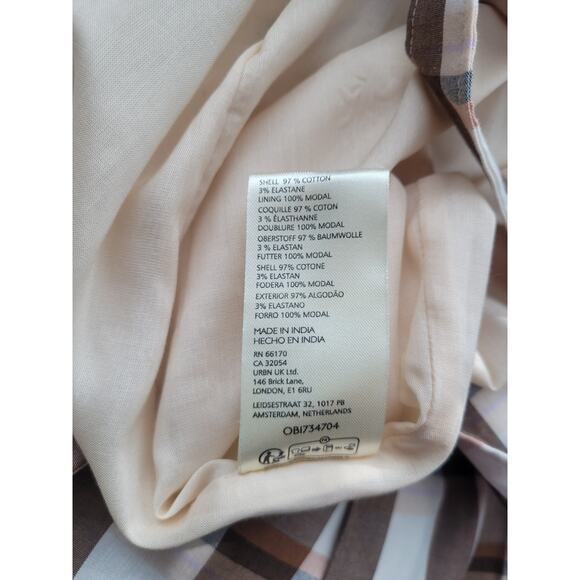 SHELL 97 % COTTON
3% ELASTANE
LINING 100% MODAL
COQUILLE 97 % COTON
3 % ÉLASTHANNE
DOUBLURE 100% MODAL
OBERSTOFF 97 % BAUMWOLLE
3 % ELASTAN
FUTTER 100% MODAL
SHELL 97% COTONE
3% ELASTAN
FODERA 100% MODAL
EXTERIOR 97% ALGODÃO
3% ELASTANO
FORRO 100% MODAL
MADE IN INDIA
HECHO EN INDIA
RN 66170
CA 32054
URBN UK Ltd.
146 Brick Lane,
LONDON, E1 6RU
LEIDSESTRAAT 32, 1017 PB
AMSTERDAM, NETHERLANDS
OBI734704